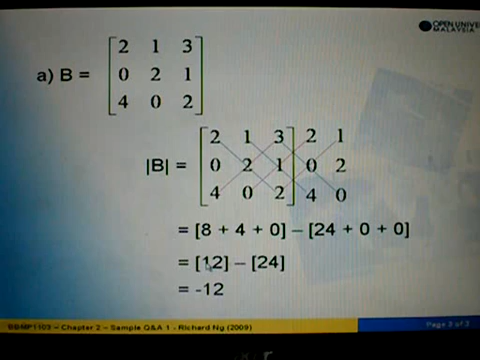 OPEN UNIVE
MALAYSIA
a) B = [2 1 3
0 2 1
4 0 2]
|B| = [2 1 3] 2 1
0 2 1 0 2
4 0 2 4 0
= [8 + 4 + 0] – [24 + 0 + 0]
= [12] – [24]
= -12
BBMP1103 – Chapter 2 – Sample Q&A 1 - Richard Ng (2009)
Page 3 of 3